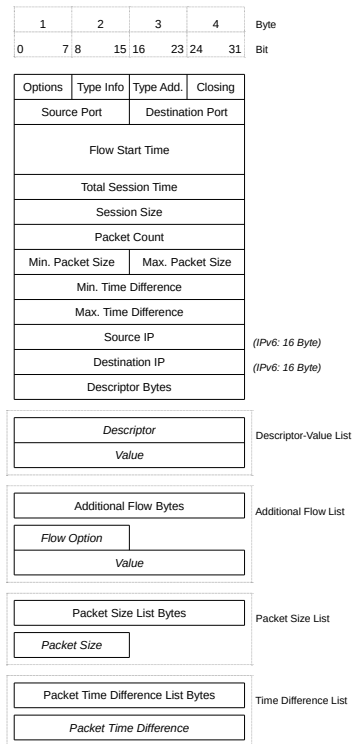 1 2 3 4 Byte
0 7 8 15 16 23 24 31 Bit
Options Type Info Type Add. Closing
Source Port Destination Port
Flow Start Time
Total Session Time
Session Size
Packet Count
Min. Packet Size Max. Packet Size
Min. Time Difference
Max. Time Difference
Source IP (IPv6: 16 Byte)
Destination IP (IPv6: 16 Byte)
Descriptor Bytes
Descriptor
Descriptor-Value List
Value
Additional Flow Bytes Additional Flow List
Flow Option
Value
Packet Size List Bytes Packet Size List
Packet Size
Packet Time Difference List Bytes Time Difference List
Packet Time Difference